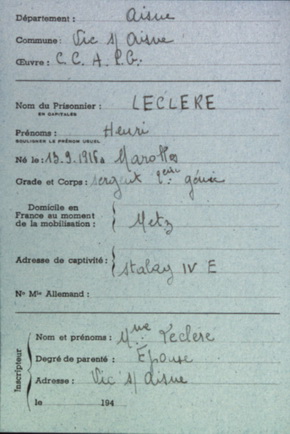 Département : Aisne
Commune : Vic s/ Aisne
Œuvre : C. C. A. P. G.
Nom du Prisonnier : LECLERE
EN CAPITALES
Prénoms : Henri
SOULIGNER LE PRÉNOM USUEL
Né le : 13.9.1915 à
Grade et Corps : sergent génie
Domicile en
France au moment
de la mobilisation : Metz
Adresse de captivité : stalag IV E
No Mle Allemand :
Inscripteur
Nom et prénoms : Mme Leclere
Degré de parenté : Épouse
Adresse : Vic s/ Aisne
le 194